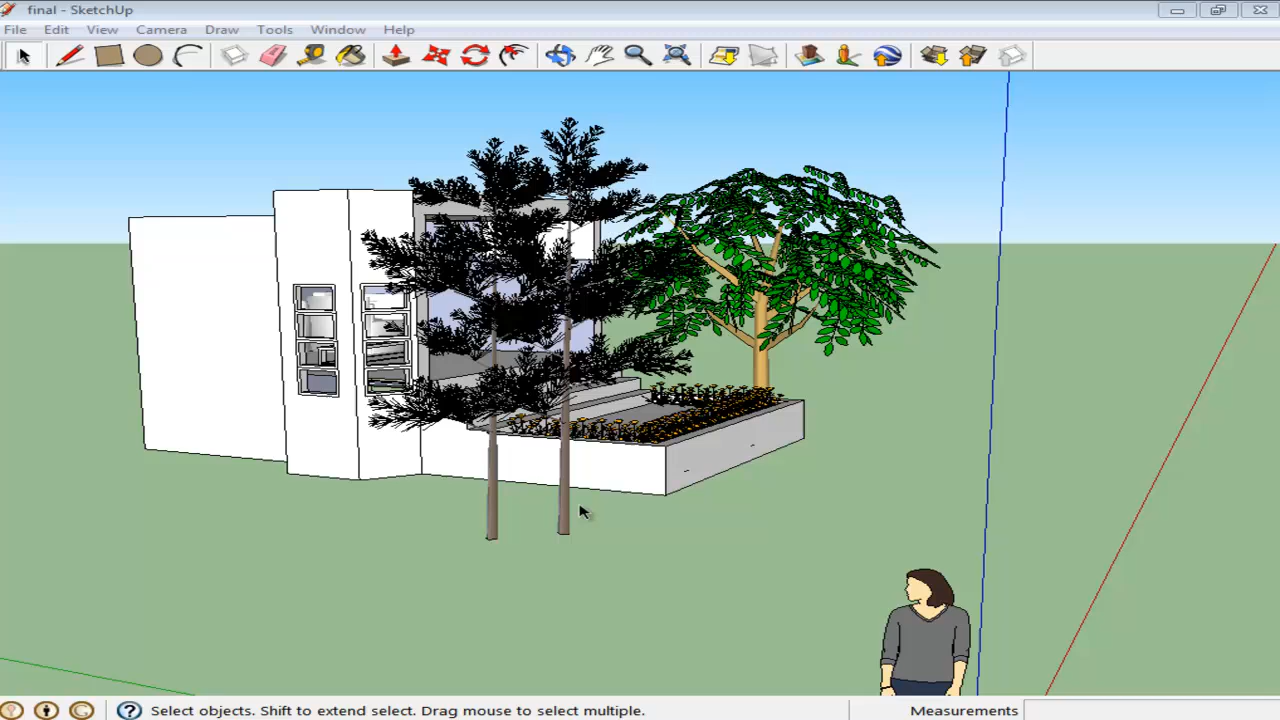 final - SketchUp
File Edit View Camera Draw Tools Window Help
Select objects. Shift to extend select. Drag mouse to select multiple. Measurements